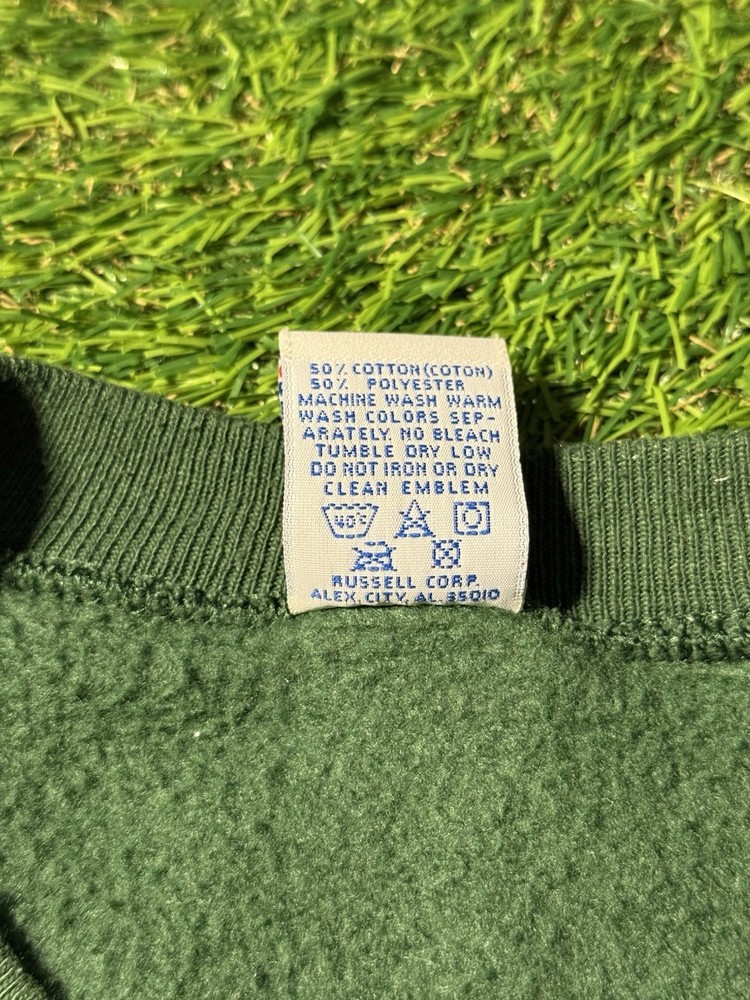 50% COTTON (COTON)
50% POLYESTER
MACHINE WASH WARM
WASH COLORS SEP-
ARATELY. NO BLEACH
TUMBLE DRY LOW
DO NOT IRON OR DRY
CLEAN EMBLEM
40°C
RUSSELL CORP.
ALEX. CITY, AL. 35010